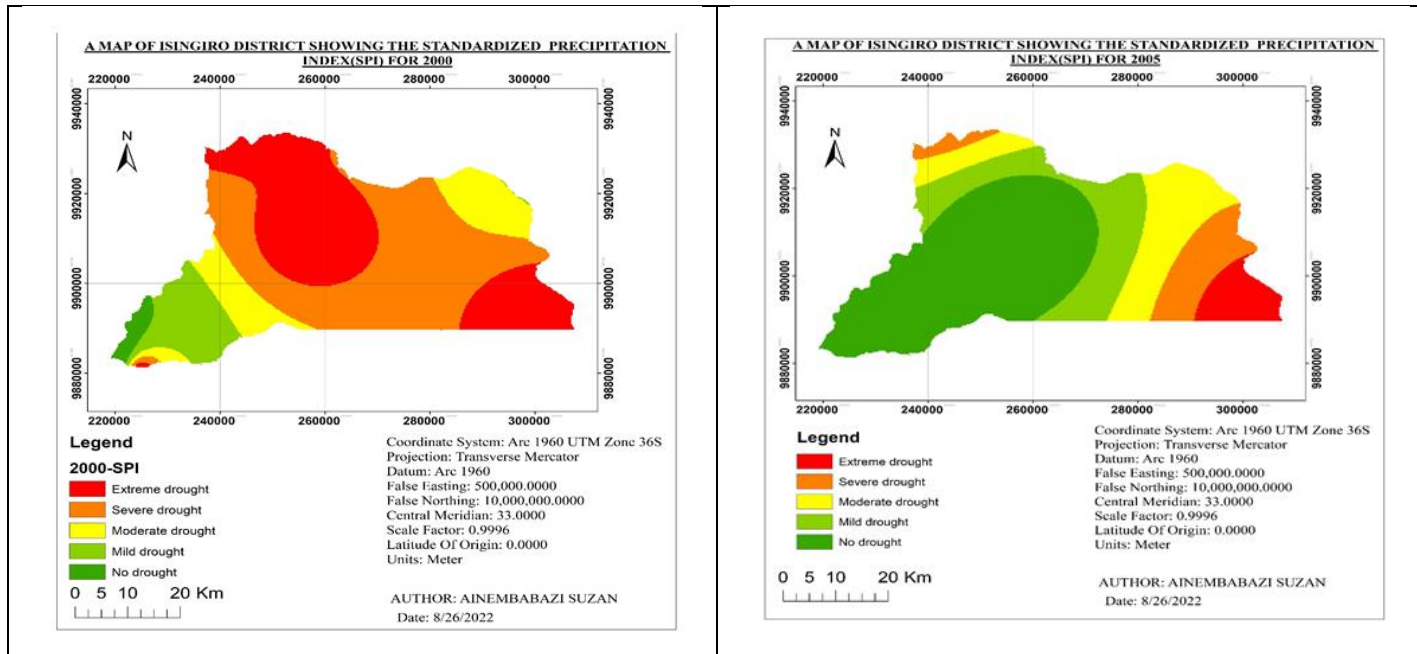 A MAP OF ISINGIRO DISTRICT SHOWING THE STANDARDIZED PRECIPITATION
INDEX(SPI) FOR 2000
220000 240000 260000 280000 300000
9940000
9920000
9900000
9880000
N
9940000
9920000
9900000
9880000
220000 240000 260000 280000 300000
Legend
2000-SPI
Extreme drought
Severe drought
Moderate drought
Mild drought
No drought
0 5 10 20 Km
Coordinate System: Arc 1960 UTM Zone 36S
Projection: Transverse Mercator
Datum: Arc 1960
False Easting: 500,000.0000
False Northing: 10,000,000.0000
Central Meridian: 33.0000
Scale Factor: 0.9996
Latitude Of Origin: 0.0000
Units: Meter
AUTHOR: AINEMBABAZI SUZAN
Date: 8/26/2022
A MAP OF ISINGIRO DISTRICT SHOWING THE STANDARDIZED PRECIPITATION
INDEX(SPI) FOR 2005
220000 240000 260000 280000 300000
9940000
9920000
9900000
9880000
N
9940000
9920000
9900000
9880000
220000 240000 260000 280000 300000
Legend
Extreme drought
Severe drought
Moderate drought
Mild drought
No drought
0 5 10 20 Km
Coordinate System: Arc 1960 UTM Zone 36S
Projection: Transverse Mercator
Datum: Arc 1960
False Easting: 500,000.0000
False Northing: 10,000,000.0000
Central Meridian: 33.0000
Scale Factor: 0.9996
Latitude Of Origin: 0.0000
Units: Meter
AUTHOR: AINEMBABAZI SUZAN
Date: 8/26/2022